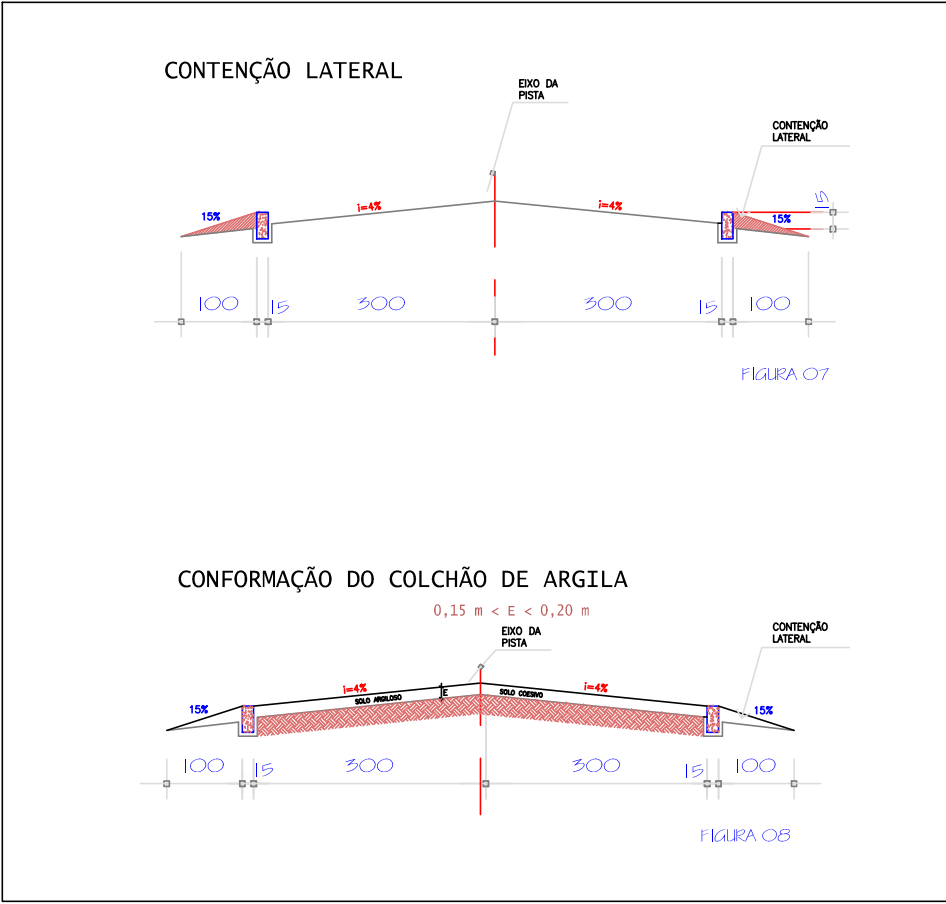 CONTENÇÃO LATERAL
EIXO DA
PISTA
CONTENÇÃO
LATERAL
15%
i=4%
i=4%
15%
15
100
15
300
300
15
100
FIGURA 07
CONFORMAÇÃO DO COLCHÃO DE ARGILA
0,15 m < E < 0,20 m
EIXO DA
PISTA
CONTENÇÃO
LATERAL
15%
i=4%
SOLO ARGILOSO
E
SOLO COESIVO
i=4%
15%
100
15
300
300
15
100
FIGURA 08